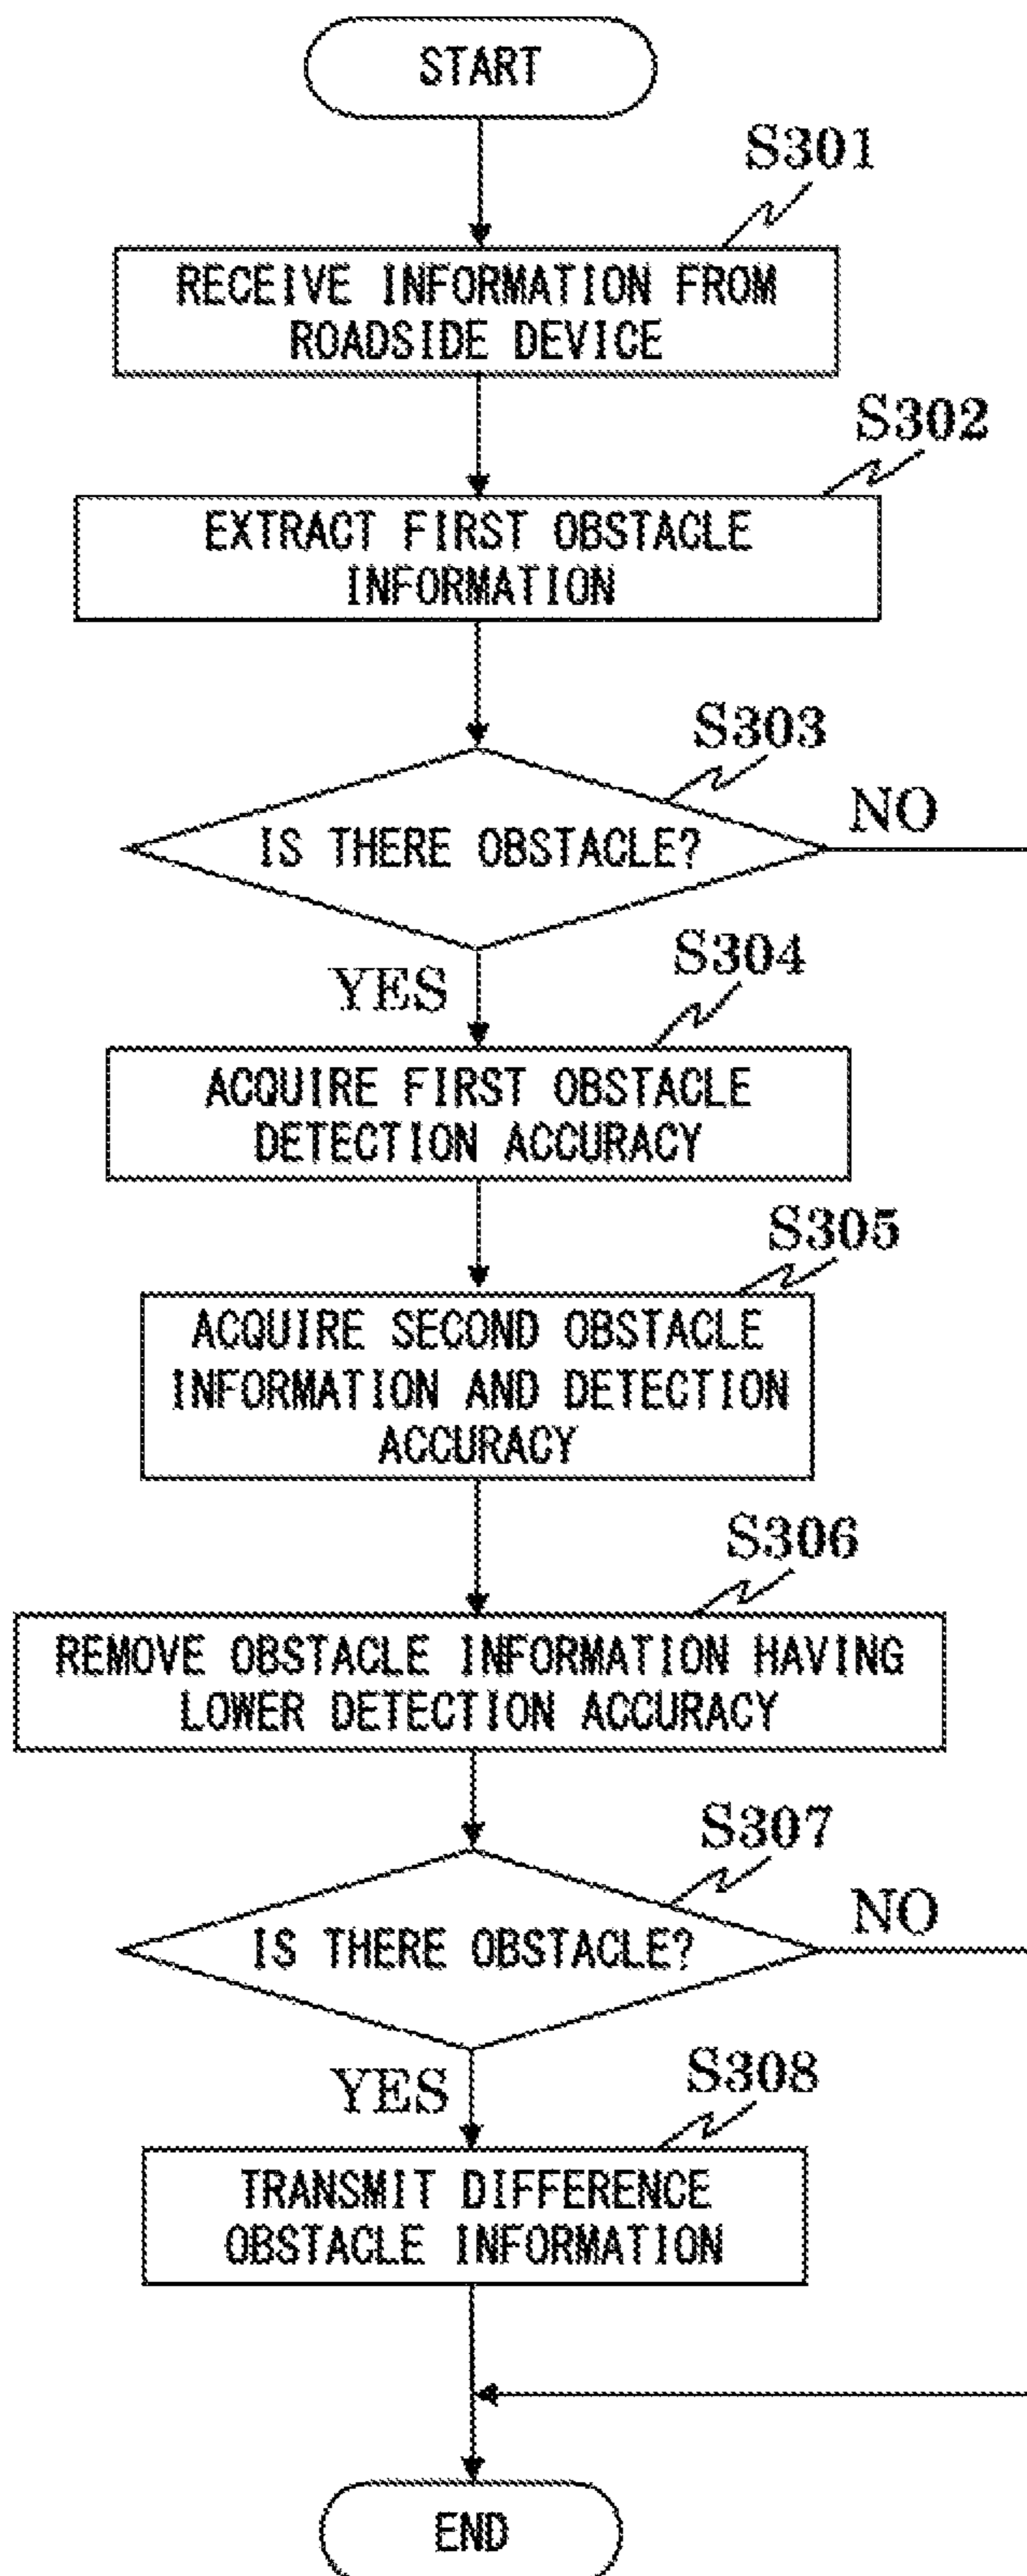 START
S301
RECEIVE INFORMATION FROM
ROADSIDE DEVICE
S302
EXTRACT FIRST OBSTACLE
INFORMATION
S303
IS THERE OBSTACLE?
NO
YES
S304
ACQUIRE FIRST OBSTACLE
DETECTION ACCURACY
S305
ACQUIRE SECOND OBSTACLE
INFORMATION AND DETECTION
ACCURACY
S306
REMOVE OBSTACLE INFORMATION HAVING
LOWER DETECTION ACCURACY
S307
IS THERE OBSTACLE?
NO
YES
S308
TRANSMIT DIFFERENCE
OBSTACLE INFORMATION
END